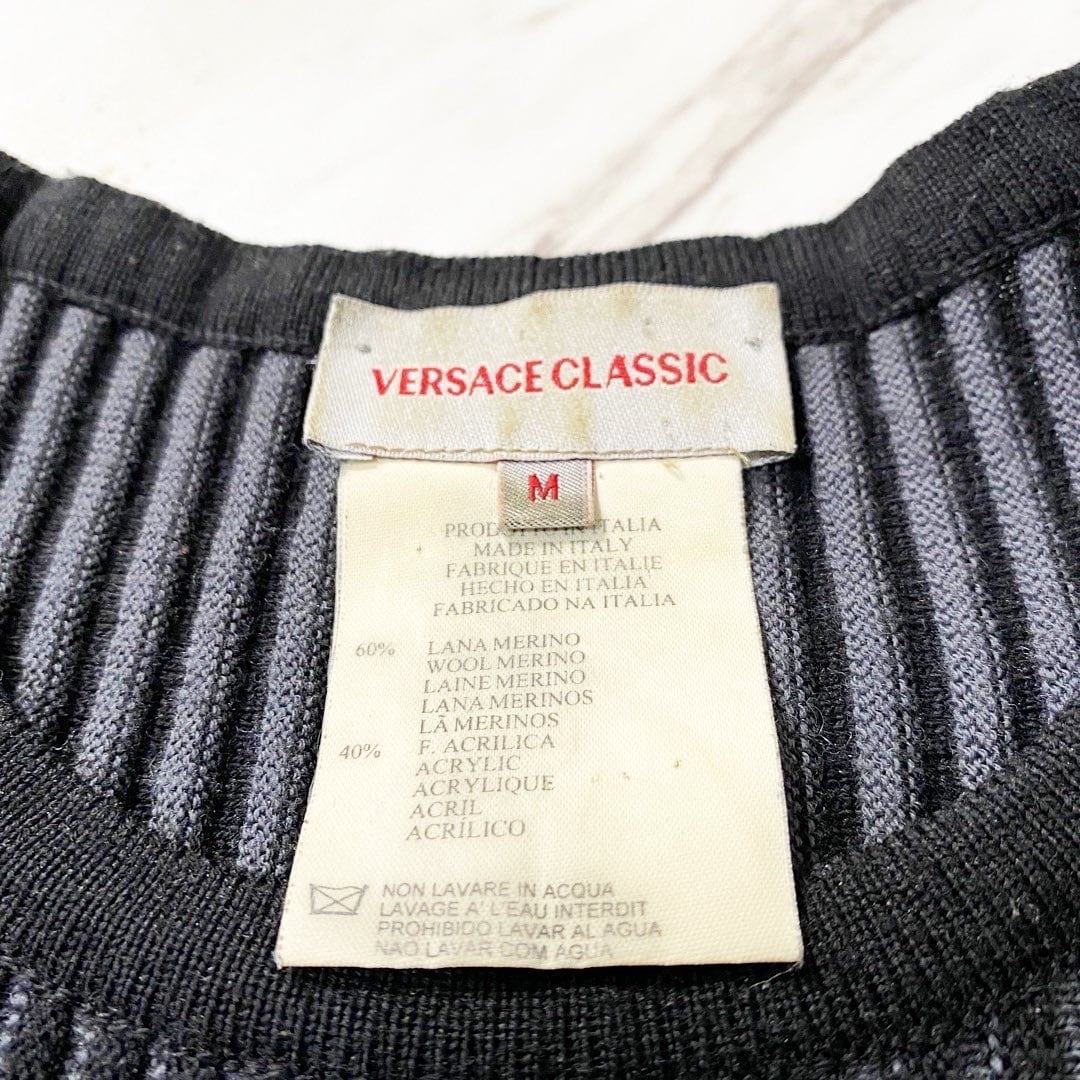 VERSACE CLASSIC
M
IN ITALIA
MADE IN ITALY
FABRIQUE EN ITALIE
HECHO EN ITALIA
FABRICADO NA ITALIA
60% LANA MERINO
WOOL MERINO
LAINE MERINO
LANA MERINOS
LÃ MERINOS
40% F. ACRILICA
ACRYLIC
ACRYLIQUE
ACRIL
ACRÍLICO
NON LAVARE IN ACQUA
LAVAGE A' L'EAU INTERDIT
PROHIBIDO LAVAR AL AGUA
NAO LAVAR COM AGUA